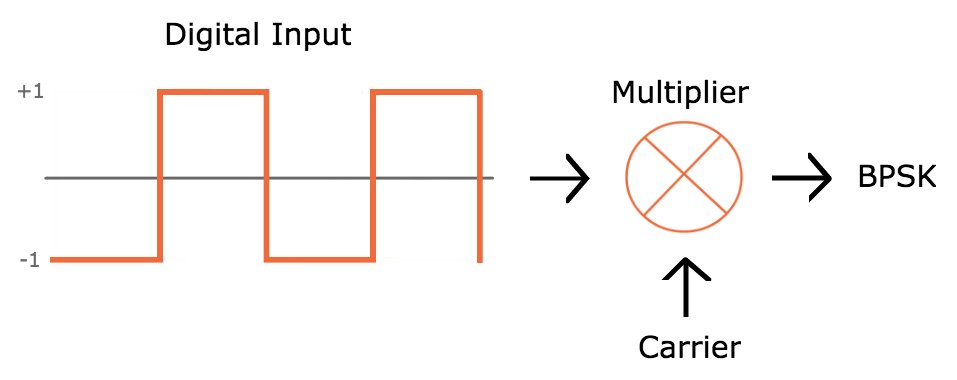 Digital Input
+1
-1
Multiplier
BPSK
Carrier